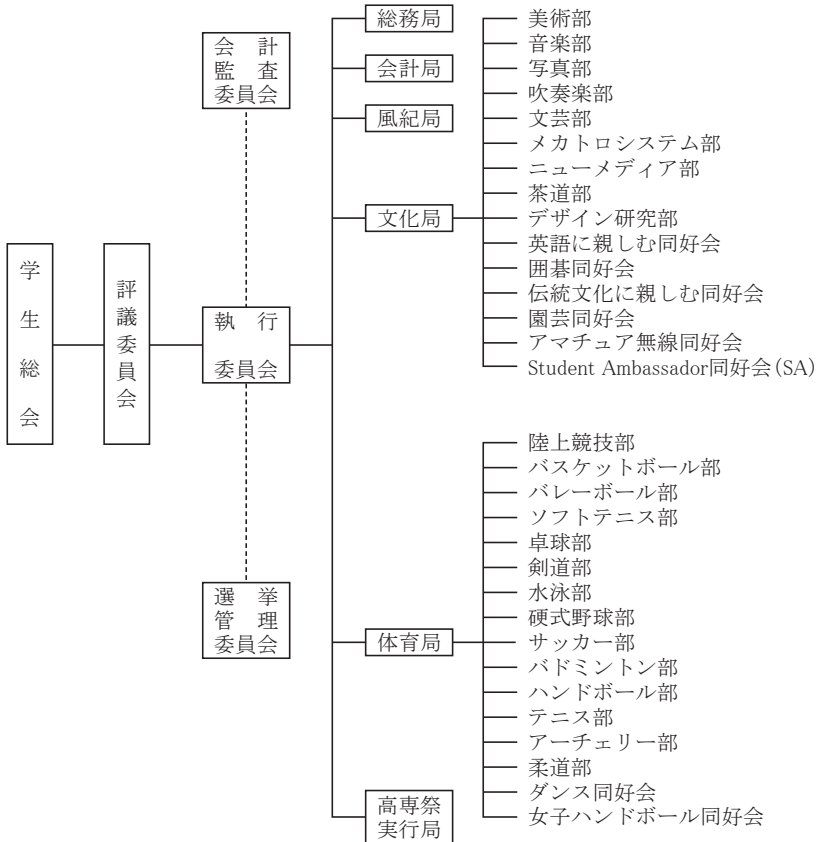 学生総会
評議委員会
会計
監査
委員会
執行
委員会
選挙
管理
委員会
総務局
会計局
風紀局
文化局
美術部
音楽部
写真部
吹奏楽部
文芸部
メカトロシステム部
ニューメディア部
茶道部
デザイン研究部
英語に親しむ同好会
囲碁同好会
伝統文化に親しむ同好会
園芸同好会
アマチュア無線同好会
Student Ambassador同好会(SA)
体育局
陸上競技部
バスケットボール部
バレーボール部
ソフトテニス部
卓球部
剣道部
水泳部
硬式野球部
サッカー部
バドミントン部
ハンドボール部
テニス部
アーチェリー部
柔道部
ダンス同好会
女子ハンドボール同好会
高専祭
実行局